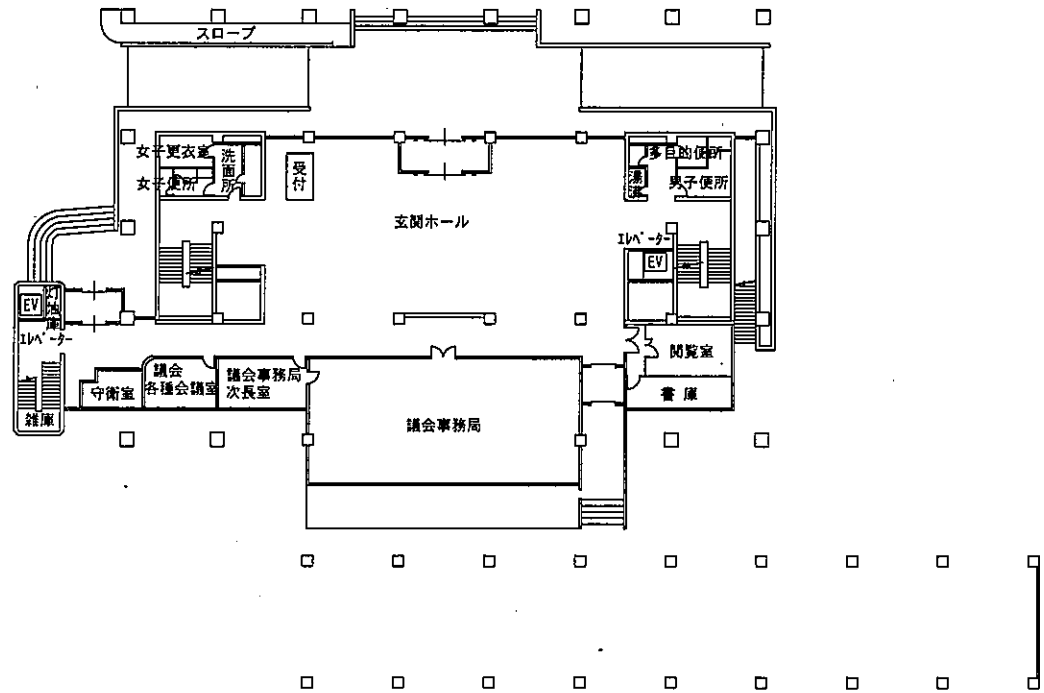 スロープ
女子更衣室
洗面所
受付
多目的便所
女子便所
湯沸
男子便所
玄関ホール
エレベーター
EV
EV
灯油庫
エレベーター
閲覧室
議会
各種会議室
議会事務局
次長室
守衛室
書庫
雑庫
議会事務局